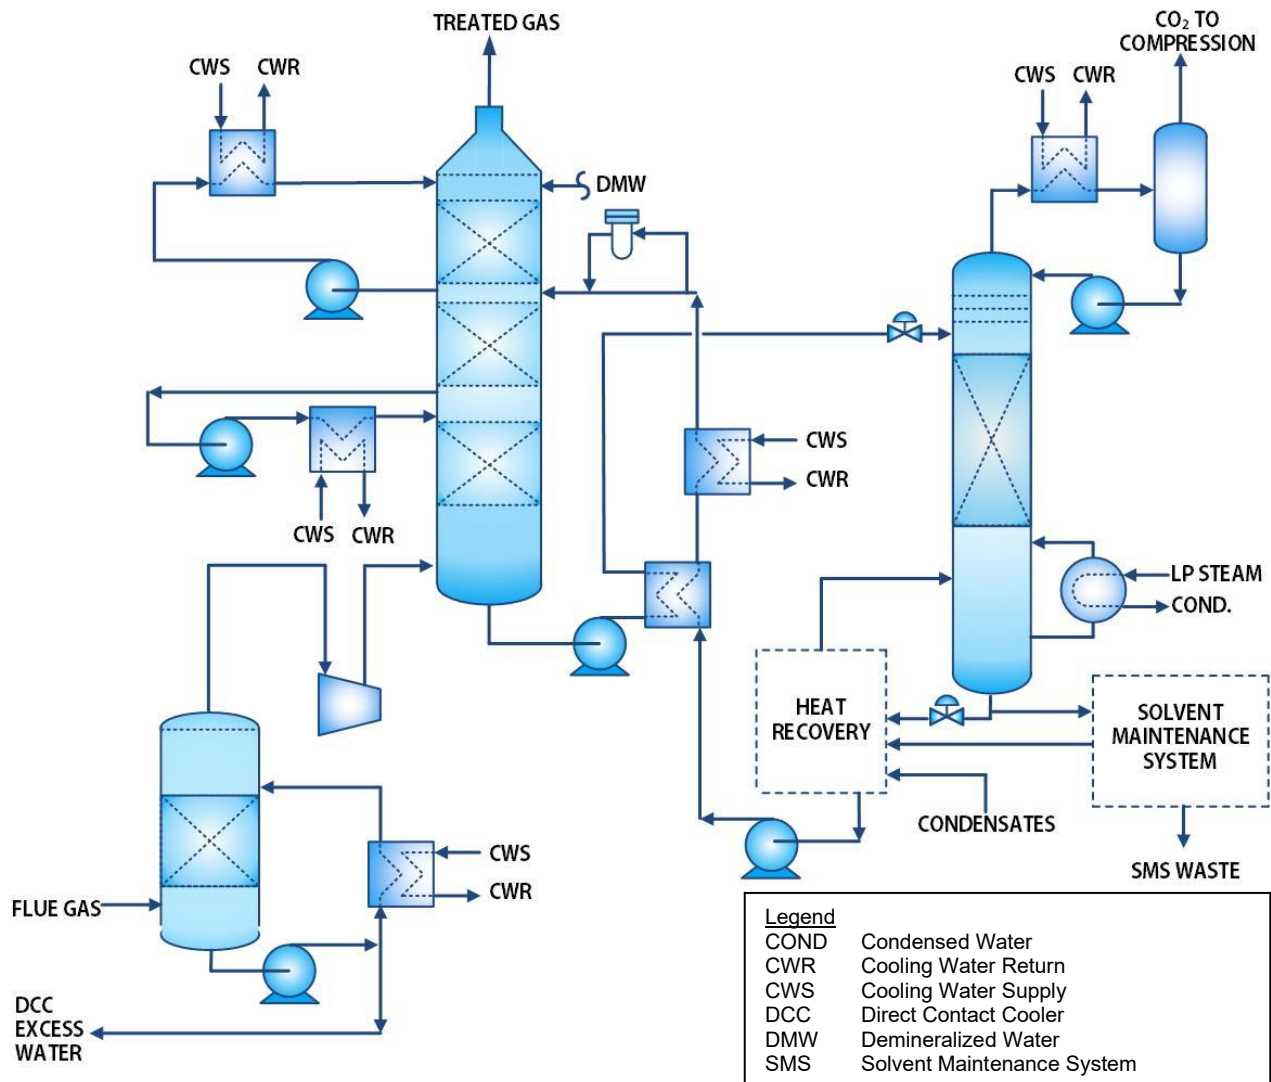 TREATED GAS
CO₂ TO
COMPRESSION
CWS
CWR
CWS
CWR
DMW
CWS
CWR
CWS
CWR
LP STEAM
COND.
HEAT
RECOVERY
SOLVENT
MAINTENANCE
SYSTEM
CONDENSATES
SMS WASTE
CWS
CWR
FLUE GAS
DCC
EXCESS
WATER
Legend
COND Condensed Water
CWR Cooling Water Return
CWS Cooling Water Supply
DCC Direct Contact Cooler
DMW Demineralized Water
SMS Solvent Maintenance System